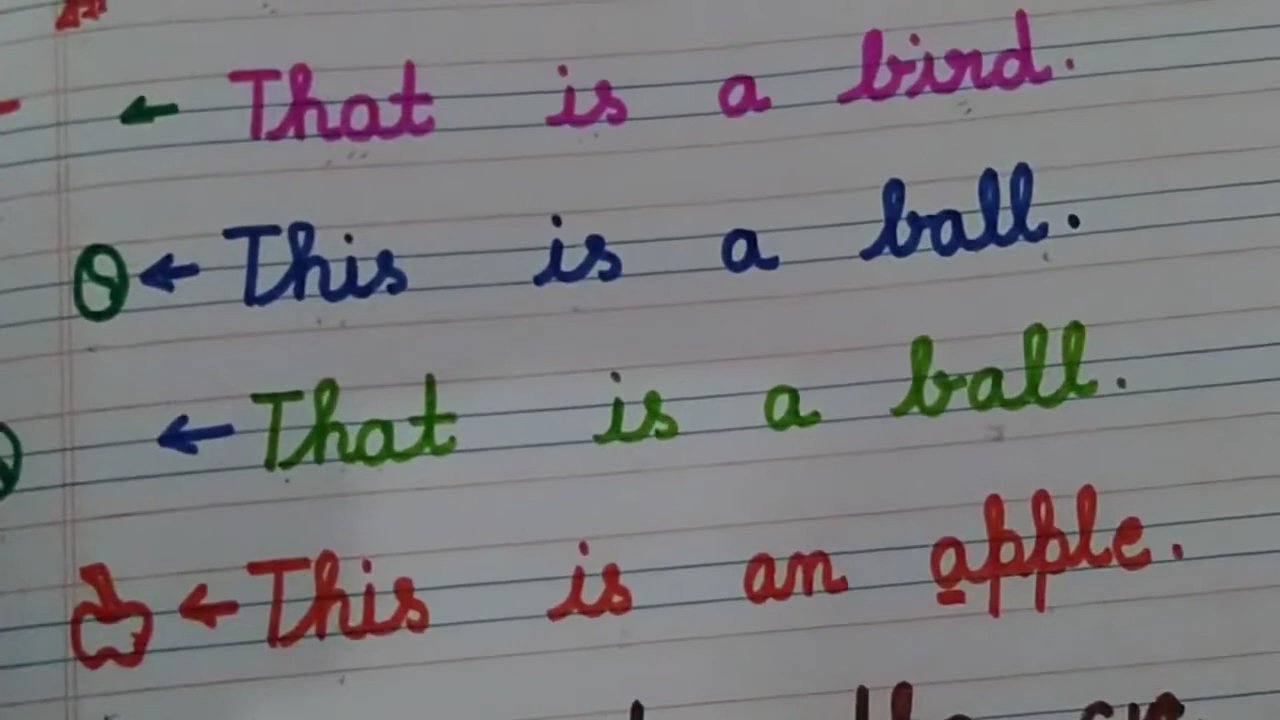 That is a bird.
This is a ball.
That is a ball.
This is an apple.